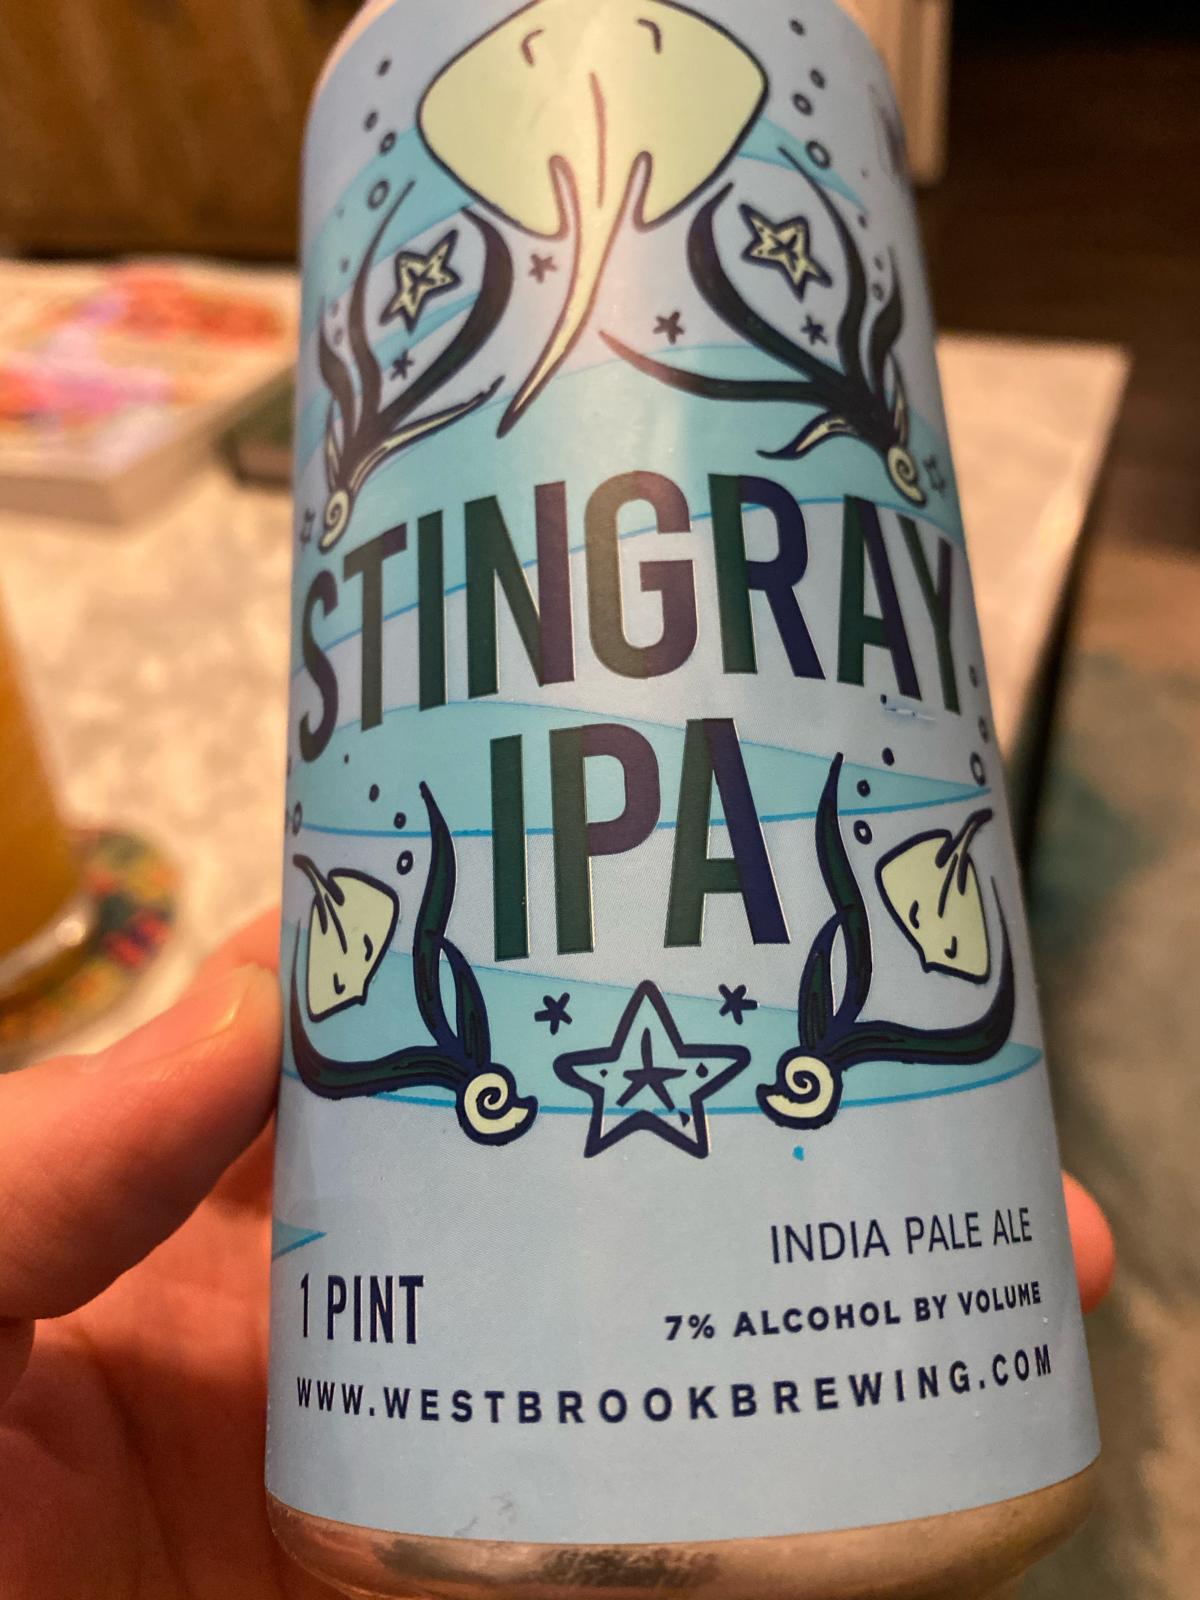 STINGRAY
IPA
INDIA PALE ALE
1 PINT
7% ALCOHOL BY VOLUME
WWW.WESTBROOKBREWING.COM